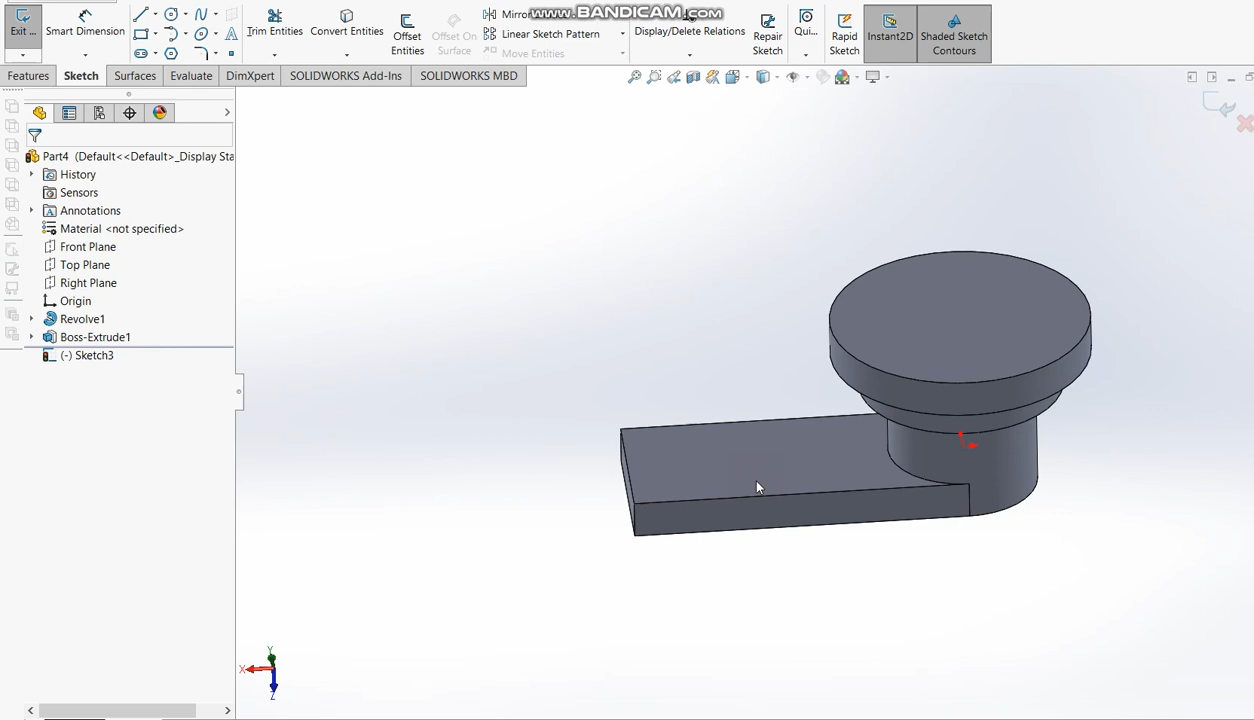 www.BANDICAM.com
Exit ...
Smart Dimension
Trim Entities
Convert Entities
Offset Entities
Offset On Surface
Mirror
Linear Sketch Pattern
Move Entities
Display/Delete Relations
Repair Sketch
Qui...
Rapid Sketch
Instant2D
Shaded Sketch Contours
Features
Sketch
Surfaces
Evaluate
DimXpert
SOLIDWORKS Add-Ins
SOLIDWORKS MBD
Part4 (Default<<Default>_Display Sta
History
Sensors
Annotations
Material <not specified>
Front Plane
Top Plane
Right Plane
Origin
Revolve1
Boss-Extrude1
(-) Sketch3
Y
X
Z